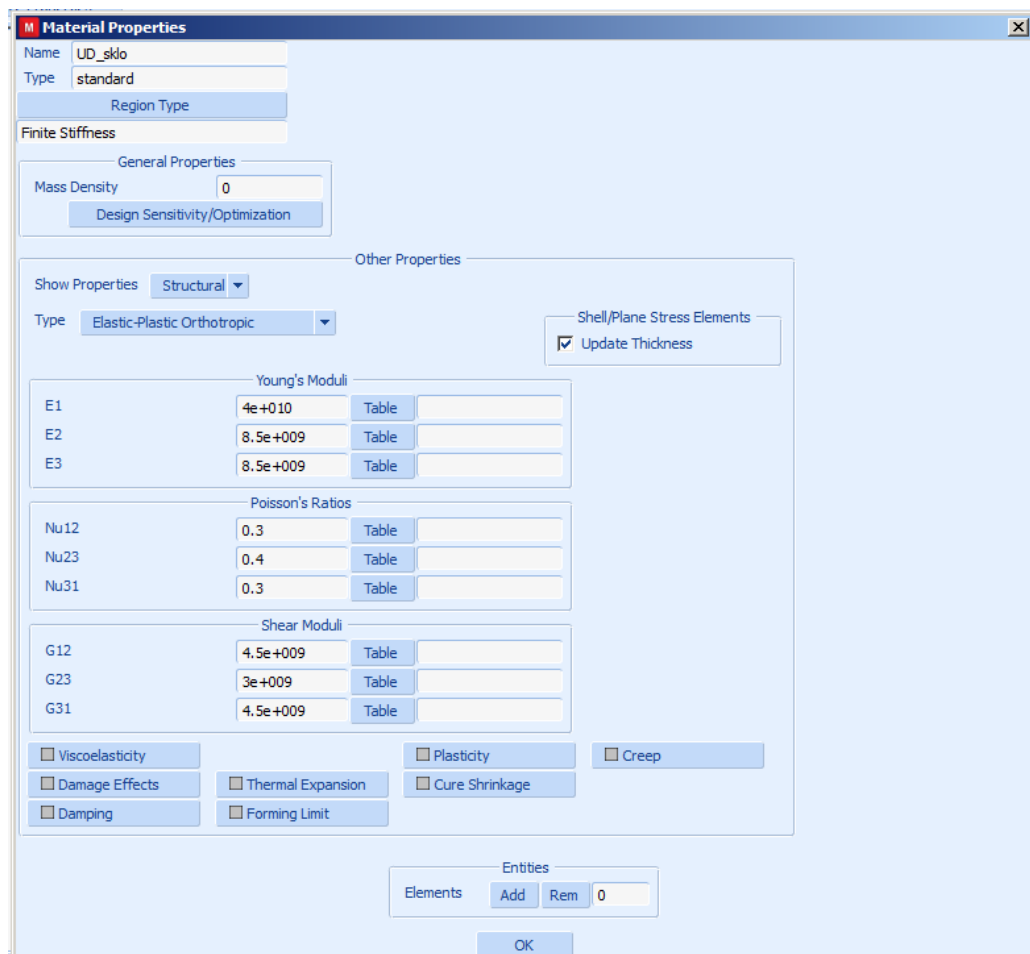 M Material Properties
Name UD_sklo
Type standard
Region Type
Finite Stiffness
General Properties
Mass Density 0
Design Sensitivity/Optimization
Other Properties
Show Properties Structural
Type Elastic-Plastic Orthotropic
Shell/Plane Stress Elements
Update Thickness
Young's Moduli
E1 4e+010 Table
E2 8.5e+009 Table
E3 8.5e+009 Table
Poisson's Ratios
Nu12 0.3 Table
Nu23 0.4 Table
Nu31 0.3 Table
Shear Moduli
G12 4.5e+009 Table
G23 3e+009 Table
G31 4.5e+009 Table
Viscoelasticity Plasticity Creep
Damage Effects Thermal Expansion Cure Shrinkage
Damping Forming Limit
Entities
Elements Add Rem 0
OK